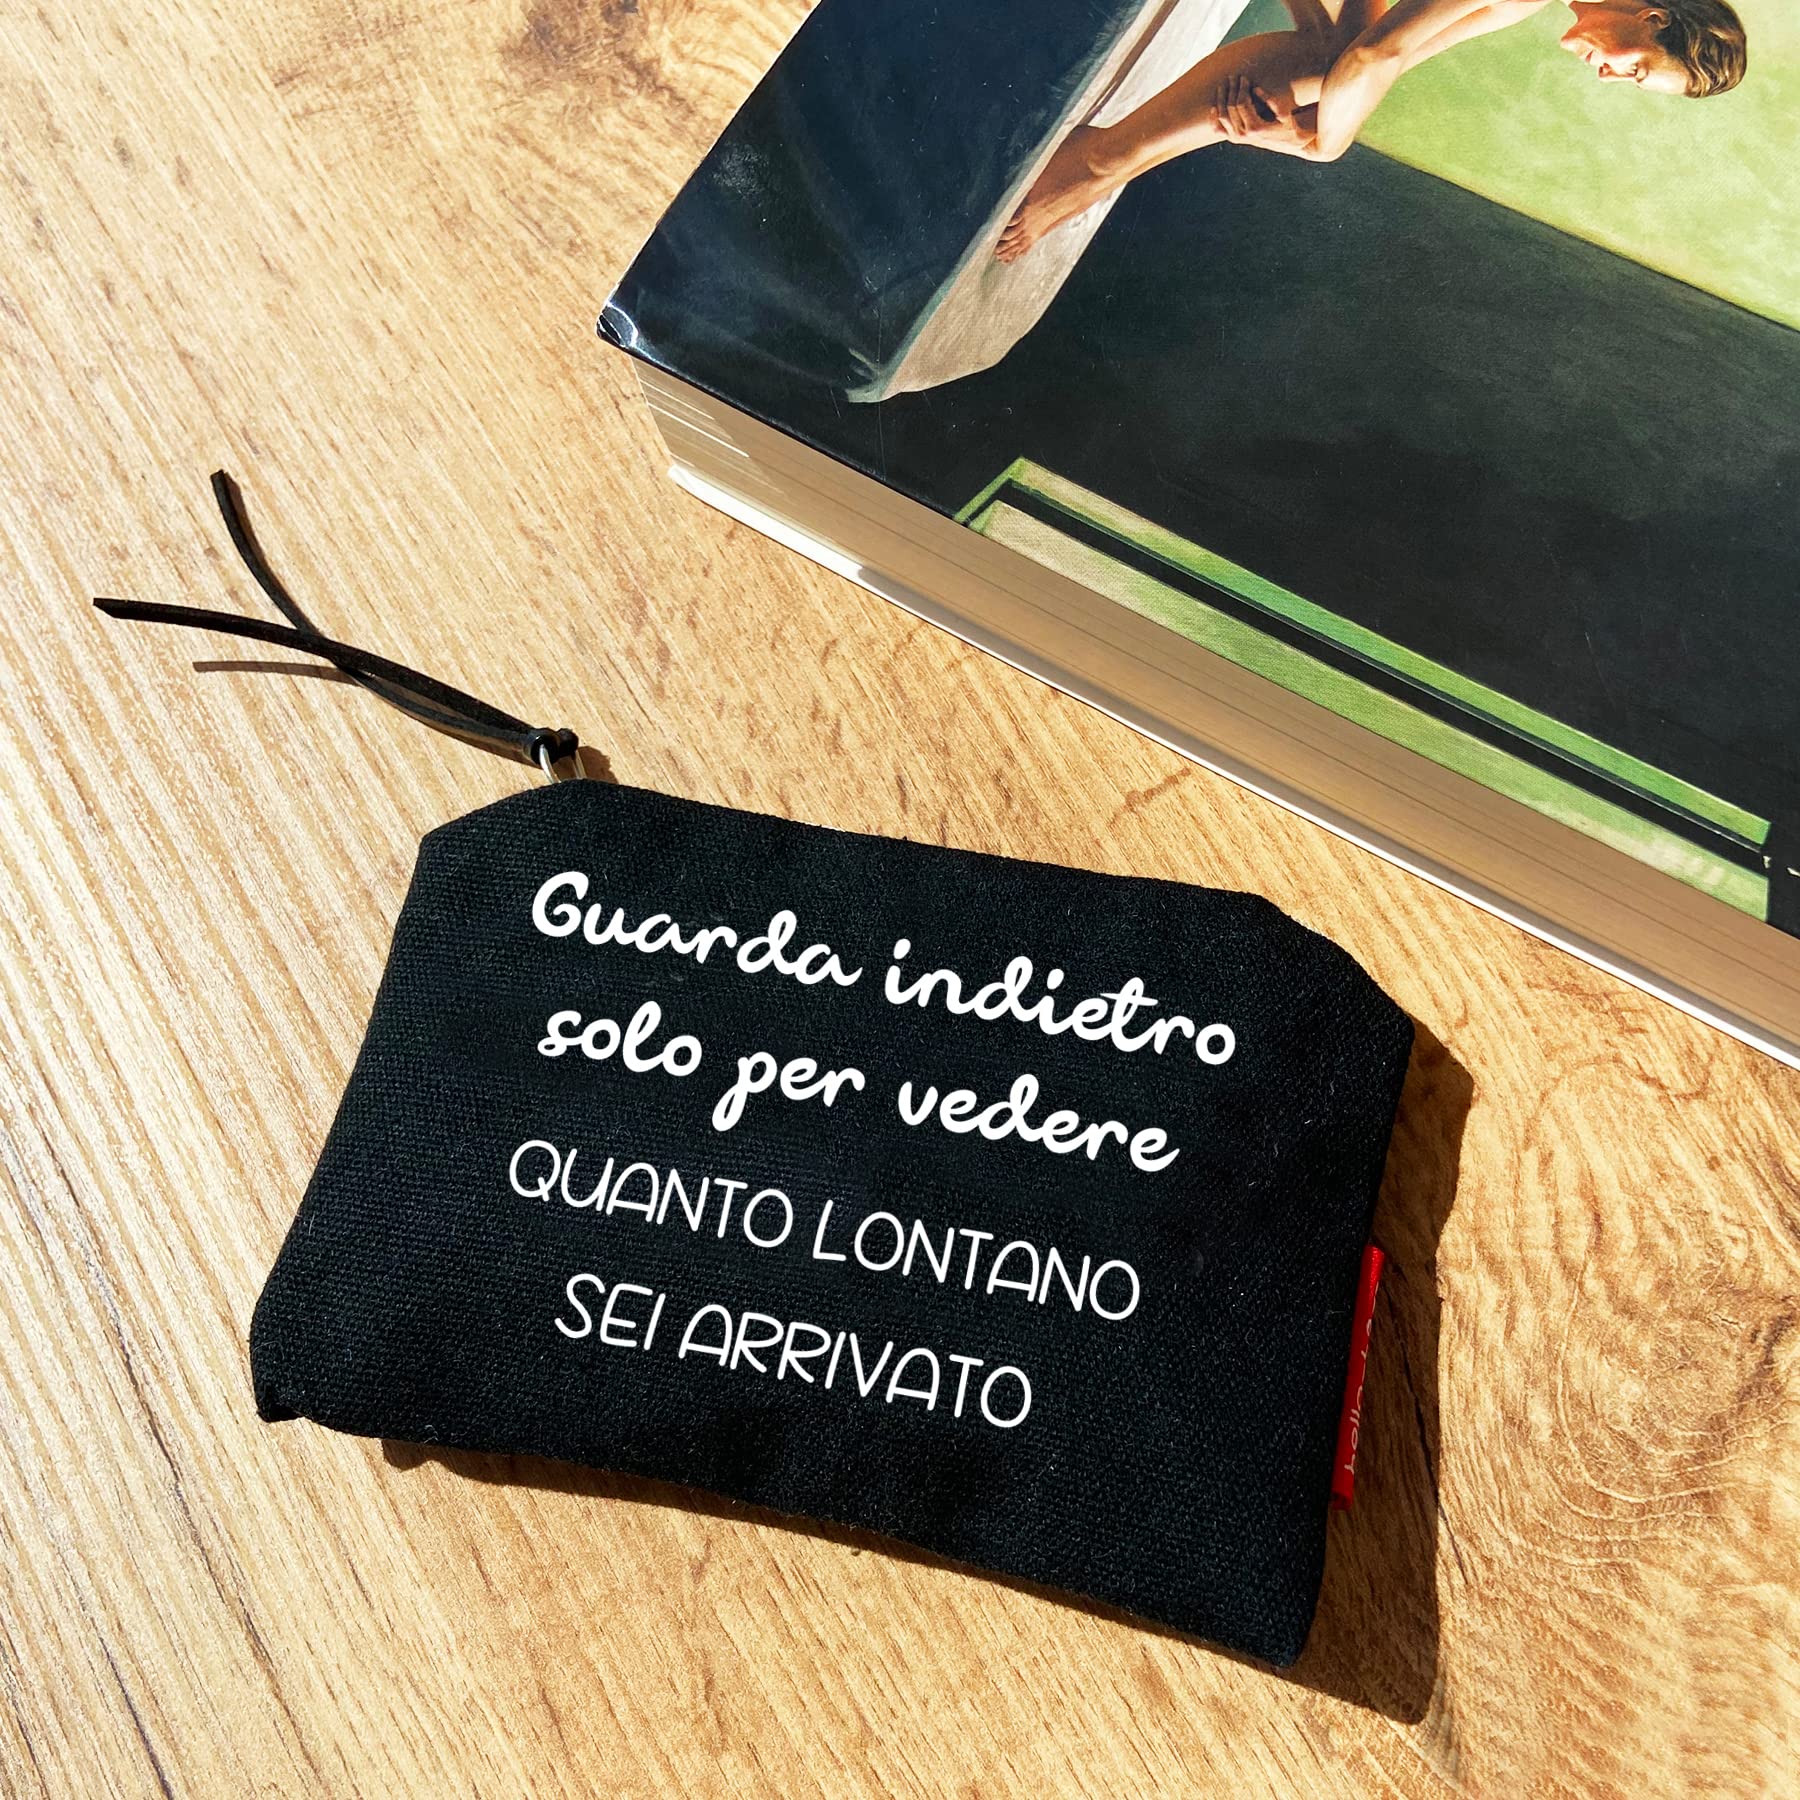 Guarda indietro
solo per vedere
QUANTO LONTANO
SEI ARRIVATO